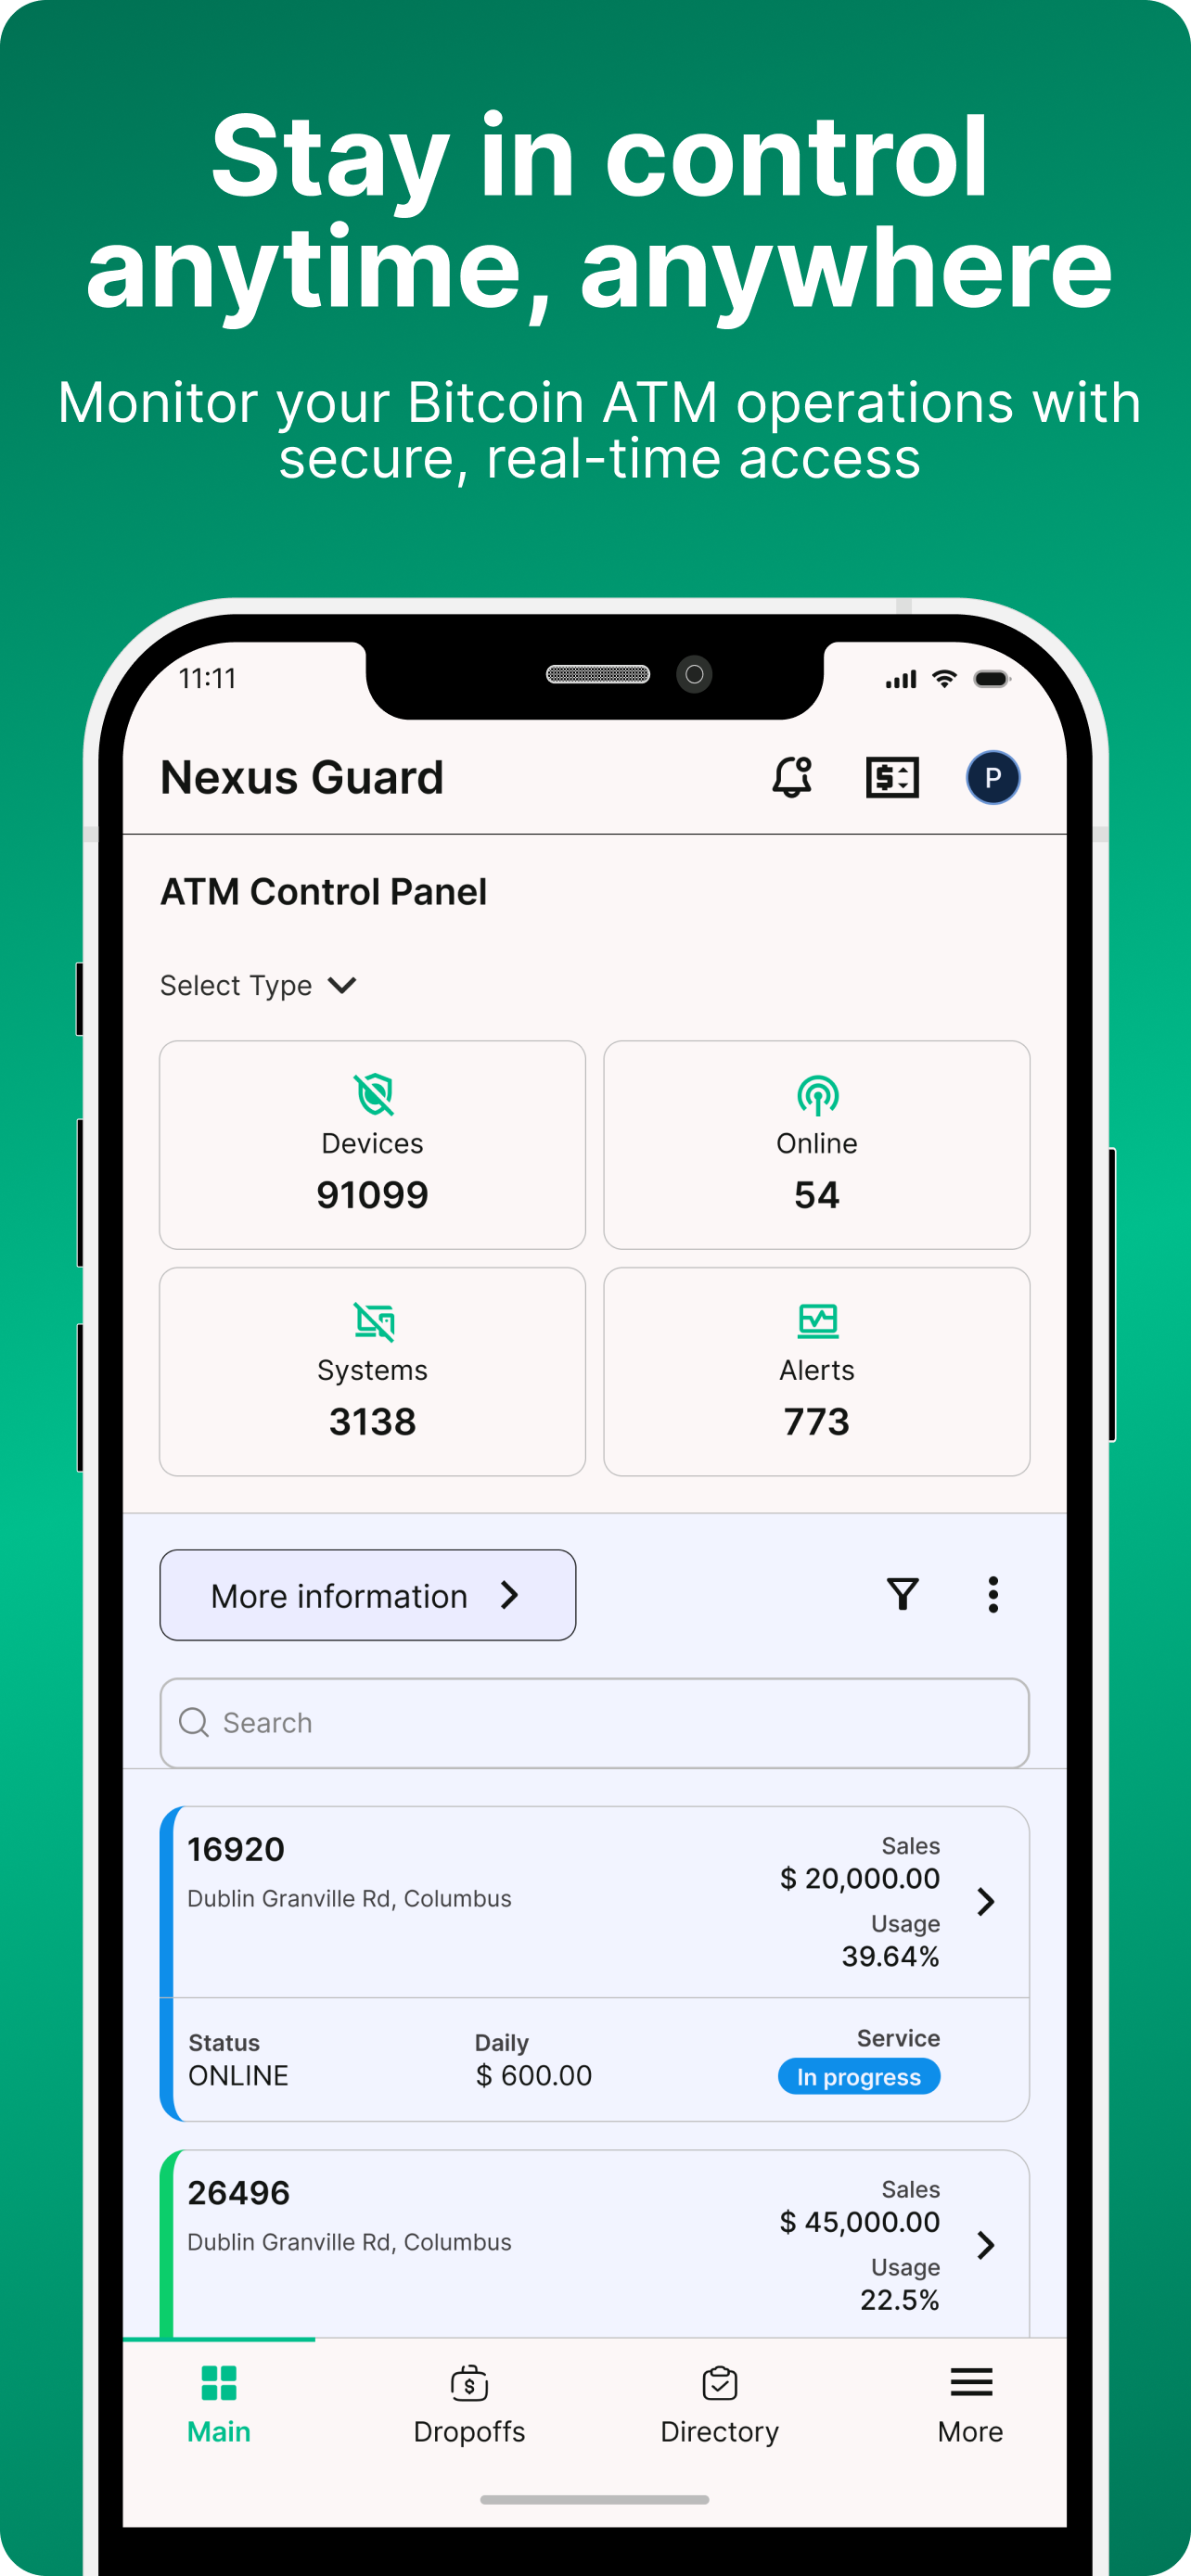 Stay in control
anytime, anywhere
Monitor your Bitcoin ATM operations with
secure, real-time access
11:11
Nexus Guard
P
ATM Control Panel
Select Type
Devices
91099
Online
54
Systems
3138
Alerts
773
More information
Search
16920
Dublin Granville Rd, Columbus
Sales
$ 20,000.00
Usage
39.64%
Status
ONLINE
Daily
$ 600.00
Service
In progress
26496
Dublin Granville Rd, Columbus
Sales
$ 45,000.00
Usage
22.5%
Main
Dropoffs
Directory
More